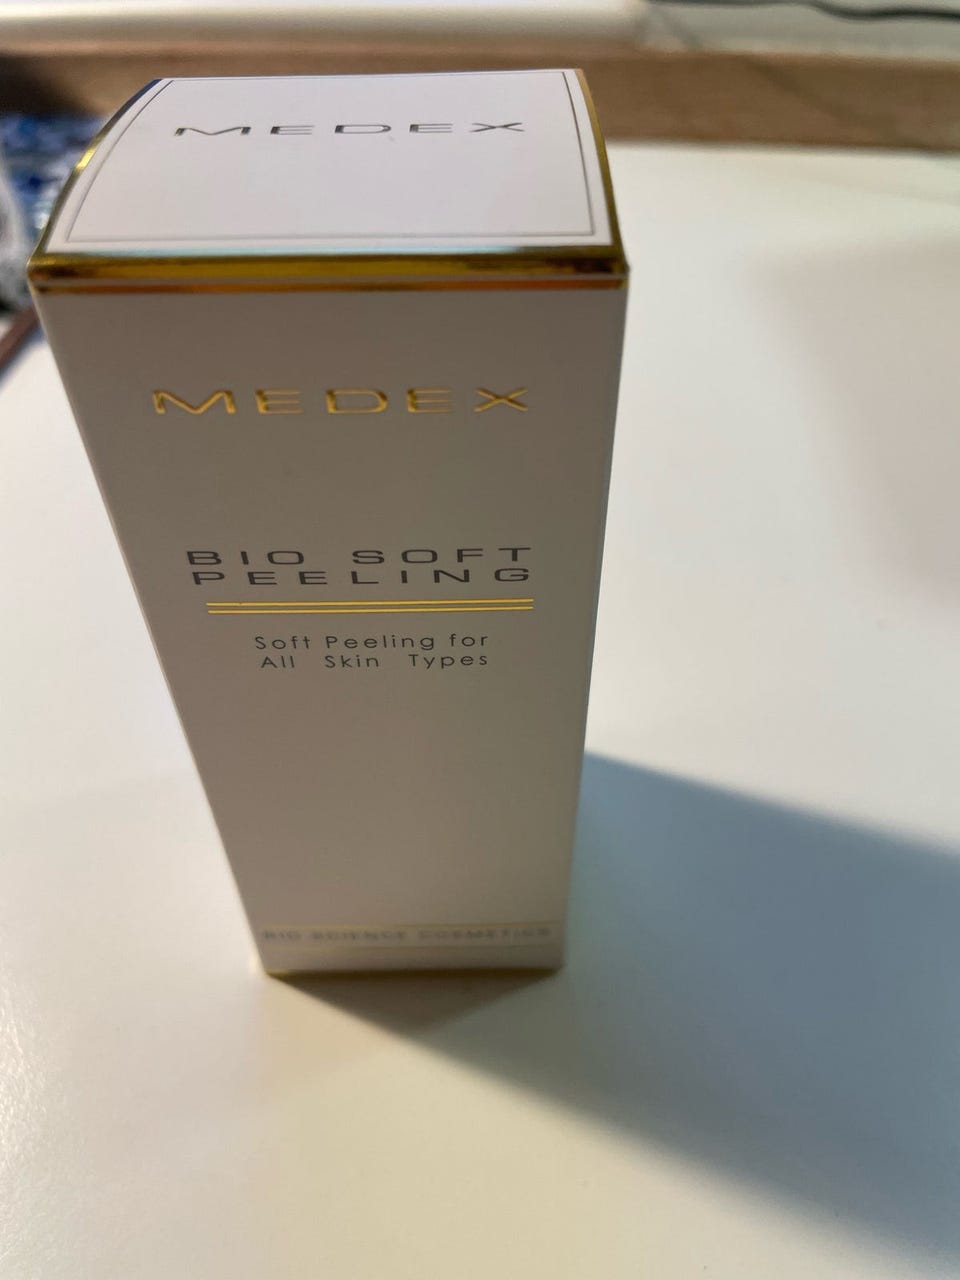 MEDEX
MEDEX
BIO SOFT
PEELING
Soft Peeling for
All Skin Types
BIO SCIENCE COSMETICS